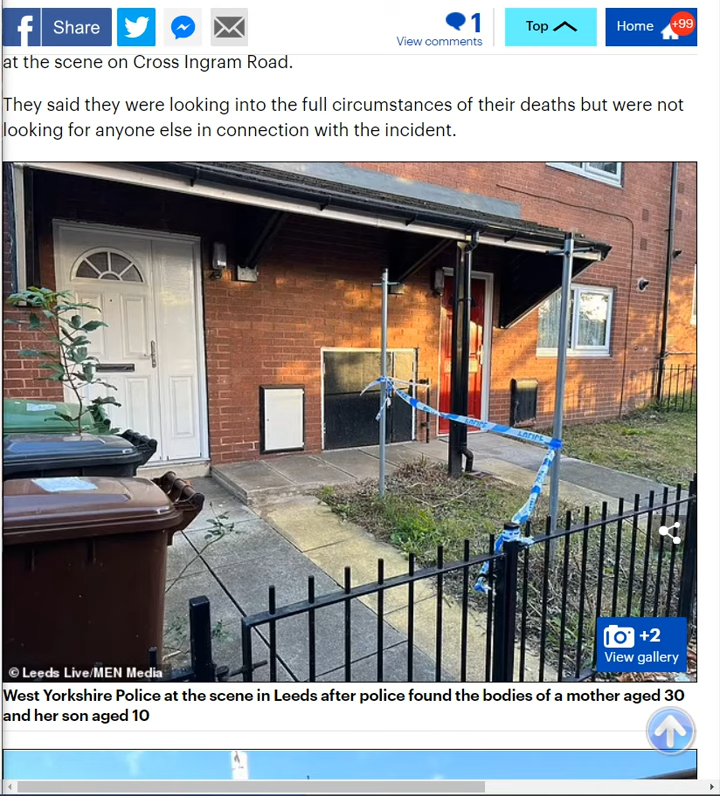 f Share
1
View comments
Top
Home
+99
at the scene on Cross Ingram Road.
They said they were looking into the full circumstances of their deaths but were not
looking for anyone else in connection with the incident.
+2
View gallery
© Leeds Live/MEN Media
West Yorkshire Police at the scene in Leeds after police found the bodies of a mother aged 30
and her son aged 10